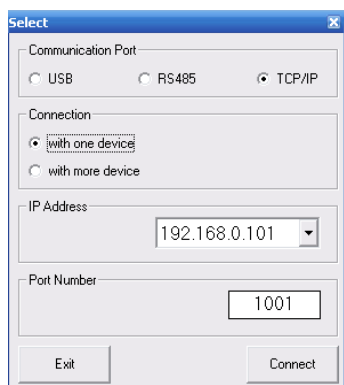 Select
Communication Port
USB RS485 TCP/IP
Connection
with one device
with more device
IP Address
192.168.0.101
Port Number
1001
Exit Connect